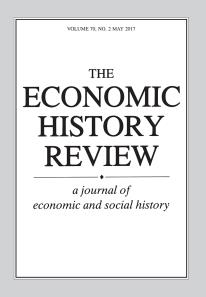 VOLUME 70, NO. 2 MAY 2017
THE
ECONOMIC
HISTORY
REVIEW
a journal of
economic and social history